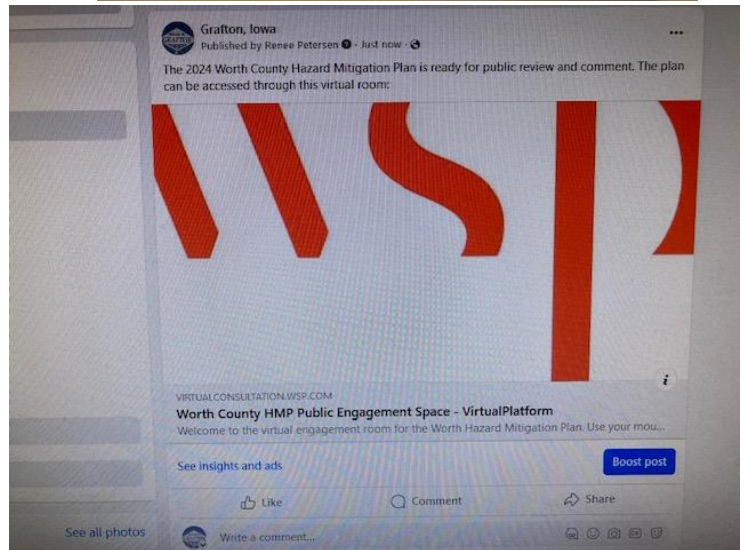 Grafton, Iowa
Published by Renee Petersen · Just now ·
The 2024 Worth County Hazard Mitigation Plan is ready for public review and comment. The plan
can be accessed through this virtual room:
wsp
i
VIRTUALCONSULTATION.WSP.COM
Worth County HMP Public Engagement Space - VirtualPlatform
Welcome to the virtual engagement room for the Worth Hazard Mitigation Plan. Use your mou...
See insights and ads
Boost post
Like
Comment
Share
See all photos
Write a comment...